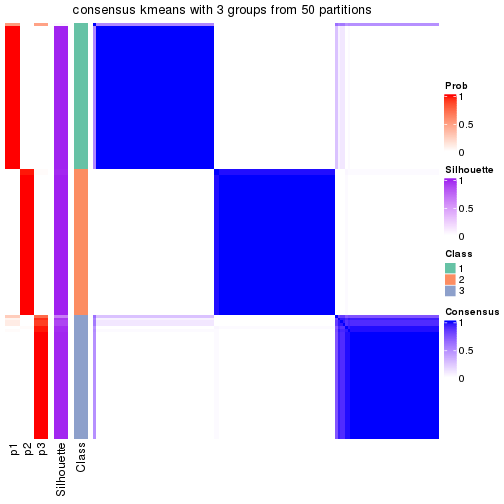 consensus kmeans with 3 groups from 50 partitions
Prob
1
0.5
0
Silhouette
1
0.5
0
Class
1
2
3
Consensus
1
0.5
0
p1
p2
p3
Silhouette
Class